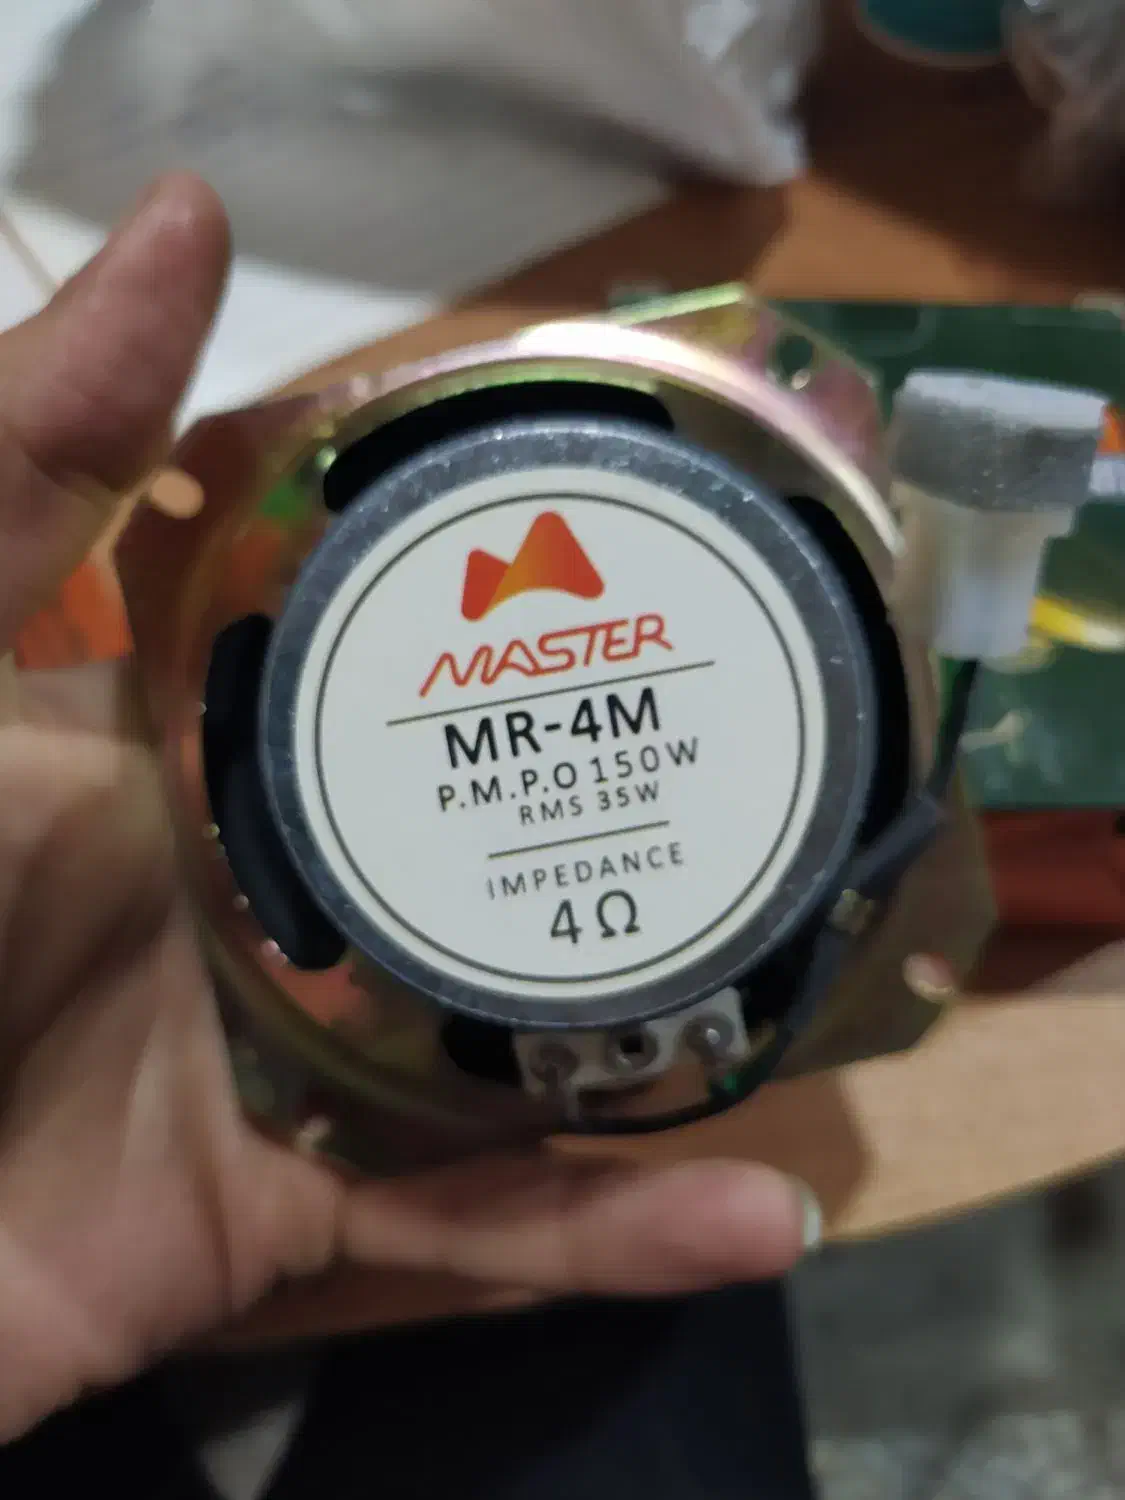 MASTER
MR-4M
P.M.P.O 150W
RMS 35W
IMPEDANCE
4Ω